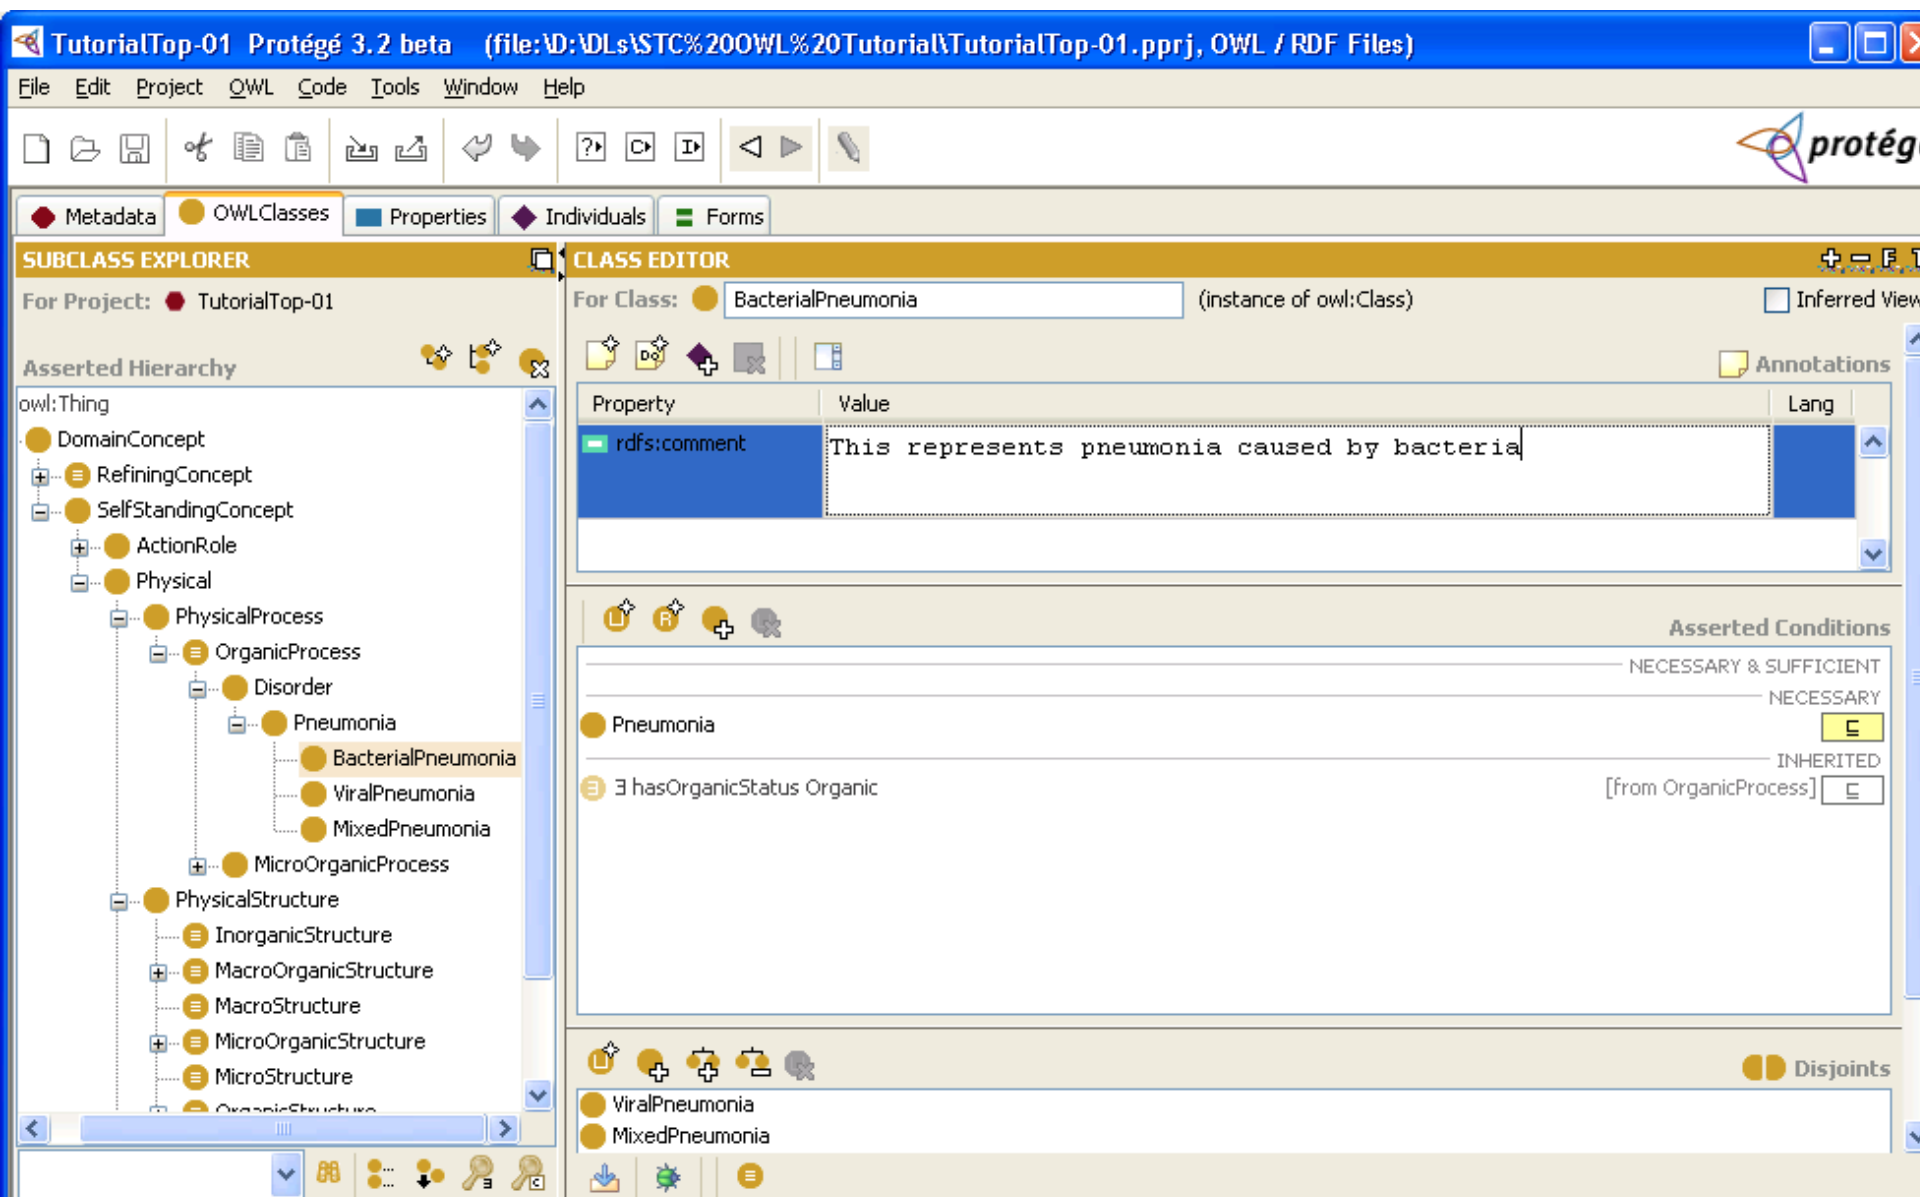 TutorialTop-01 Protégé 3.2 beta (file:\D:\DLs\STC%20OWL%20Tutorial\TutorialTop-01.pprj, OWL / RDF Files)
File Edit Project OWL Code Tools Window Help
protég
Metadata OWLClasses Properties Individuals Forms
SUBCLASS EXPLORER
For Project: TutorialTop-01
Asserted Hierarchy
owl:Thing
DomainConcept
RefiningConcept
SelfStandingConcept
ActionRole
Physical
PhysicalProcess
OrganicProcess
Disorder
Pneumonia
BacterialPneumonia
ViralPneumonia
MixedPneumonia
MicroOrganicProcess
PhysicalStructure
InorganicStructure
MacroOrganicStructure
MacroStructure
MicroOrganicStructure
MicroStructure
OrganicStructure
CLASS EDITOR
For Class: BacterialPneumonia (instance of owl:Class) Inferred View
Annotations
Property Value Lang
rdfs:comment This represents pneumonia caused by bacteria
Asserted Conditions
NECESSARY & SUFFICIENT
NECESSARY
Pneumonia ⊑
INHERITED
∃ hasOrganicStatus Organic [from OrganicProcess] ⊑
Disjoints
ViralPneumonia
MixedPneumonia